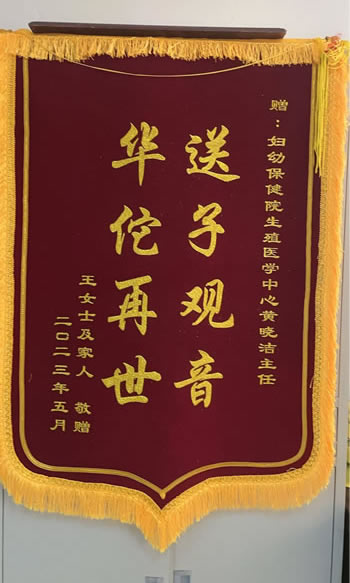 赠：妇幼保健院生殖医学中心黄晓洁主任
送子观音
华佗再世
王女士及家人 敬赠
二〇二三年五月